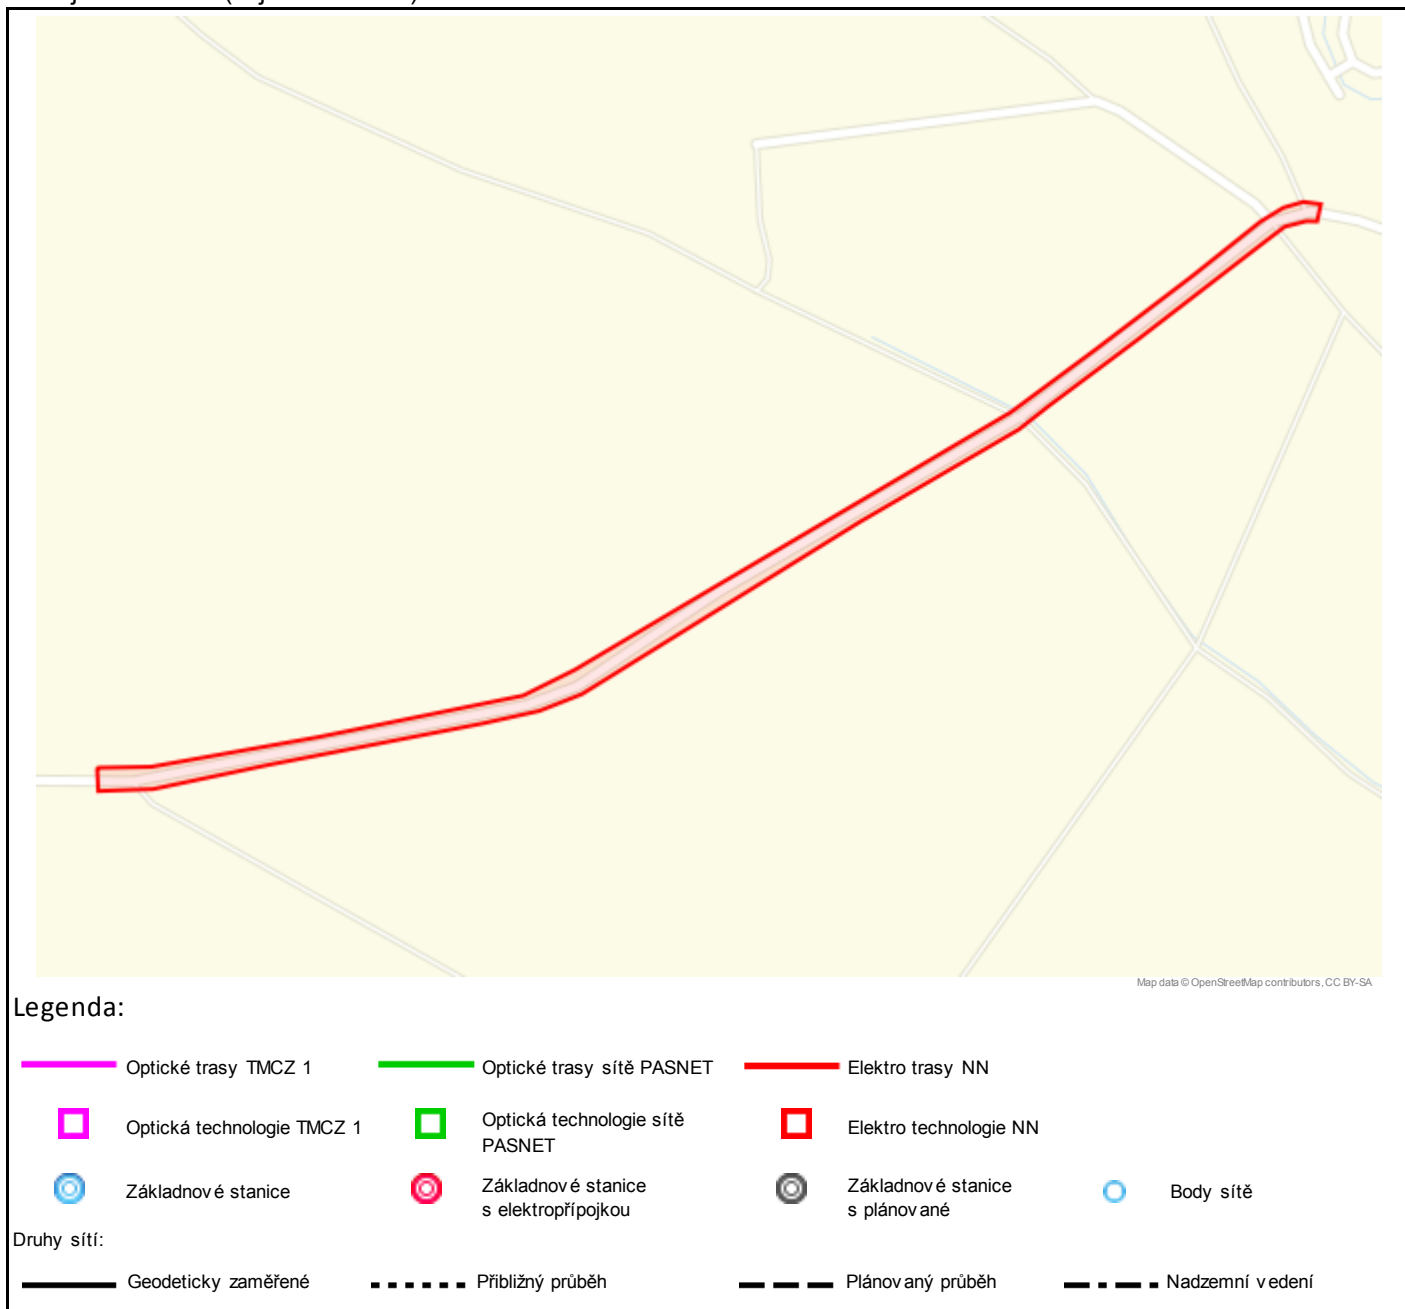 Map data © OpenStreetMap contributors, CC BY-SA
Legenda:
Optické trasy TMCZ 1
Optické trasy sítě PASNET
Elektro trasy NN
Optická technologie TMCZ 1
Optická technologie sítě
PASNET
Elektro technologie NN
Základnové stanice
Základnové stanice
s elektropřípojkou
Základnové stanice
s plánované
Body sítě
Druhy sítí:
Geodeticky zaměřené
Přibližný průběh
Plánovaný průběh
Nadzemní vedení